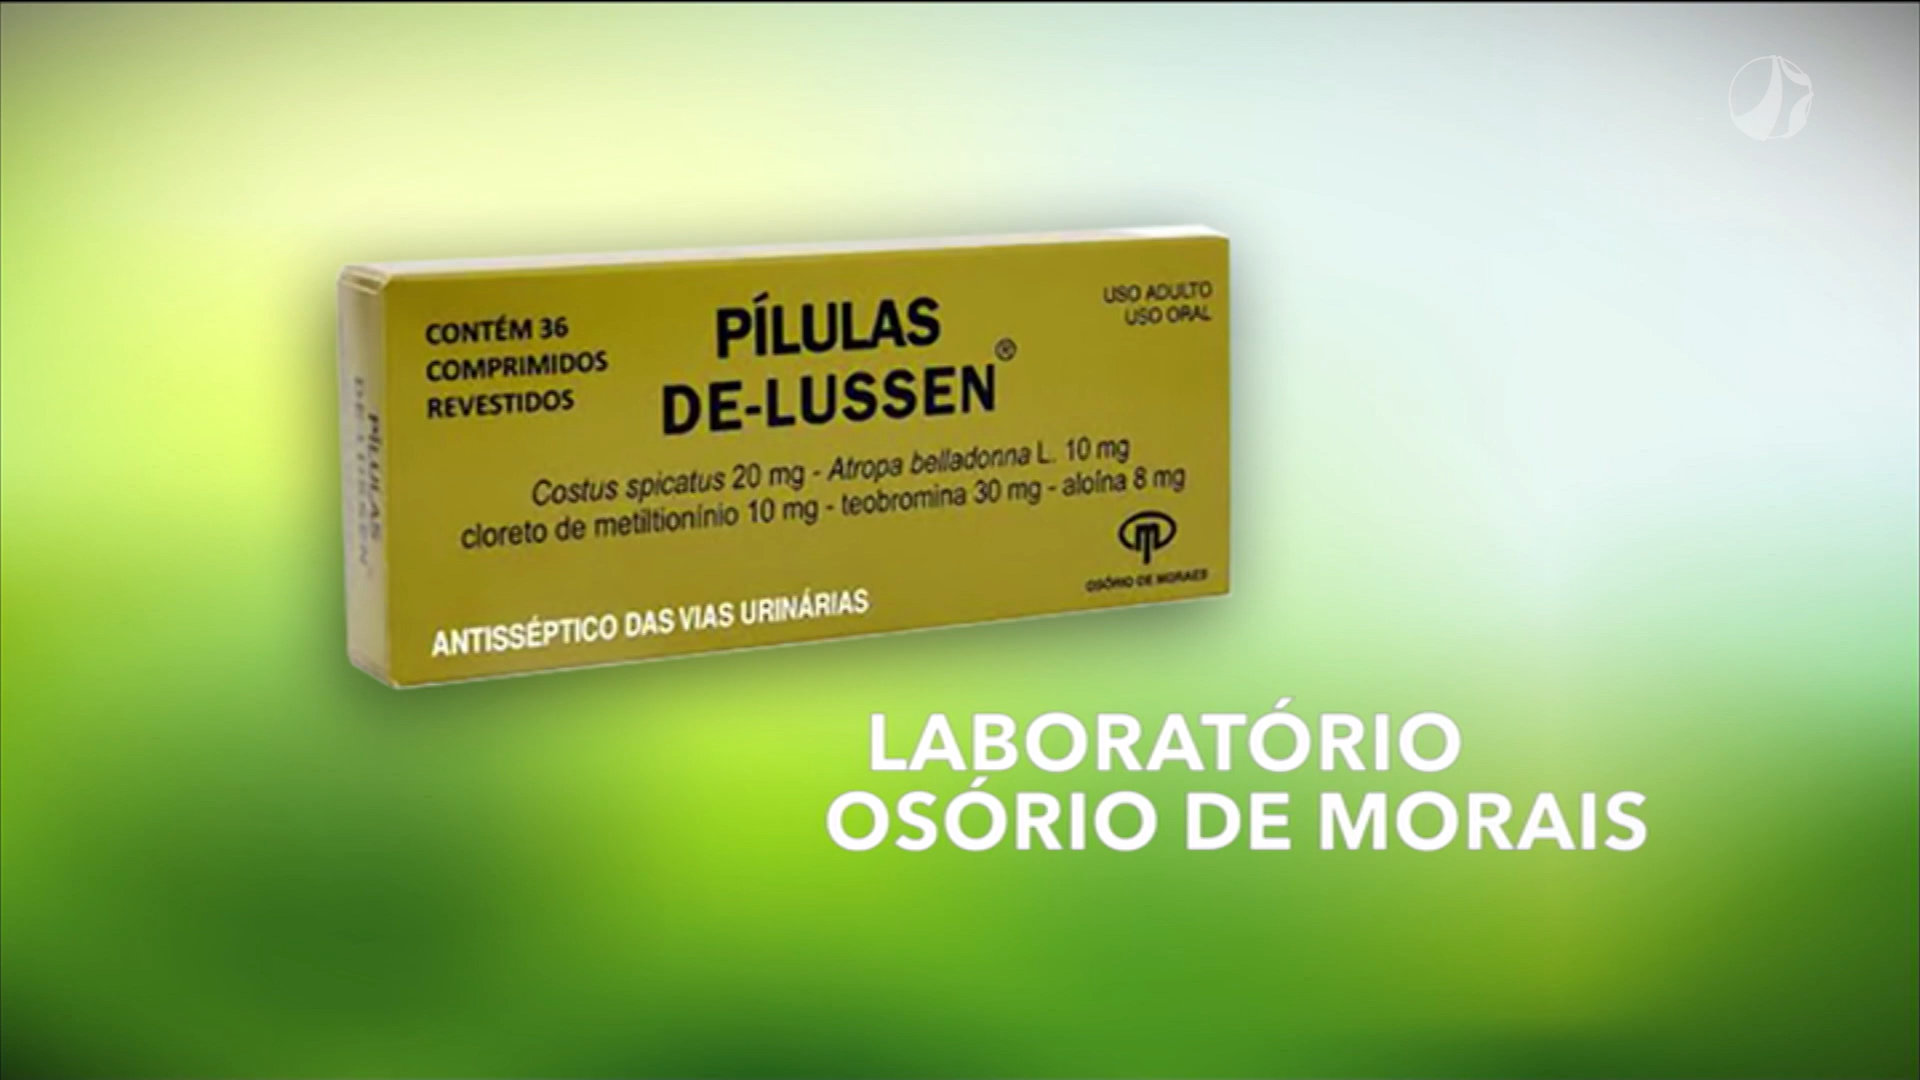 CONTÉM 36
COMPRIMIDOS
REVESTIDOS
PÍLULAS
DE-LUSSEN®
USO ADULTO
USO ORAL
Costus spicatus 20 mg - Atropa belladonna L. 10 mg
cloreto de metiltionínio 10 mg - teobromina 30 mg - aloína 8 mg
OSÓRIO DE MORAES
ANTISSÉPTICO DAS VIAS URINÁRIAS
PÍLULAS
DE-LUSSEN
LABORATÓRIO
OSÓRIO DE MORAIS